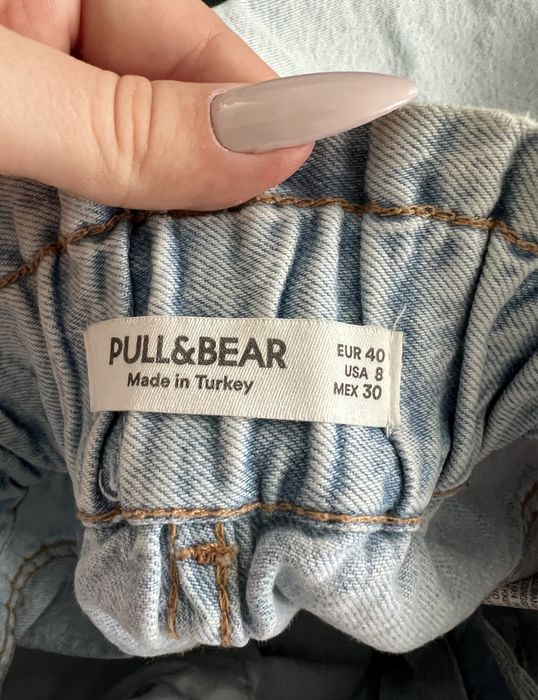 PULL&BEAR
Made in Turkey
EUR 40
USA 8
MEX 30